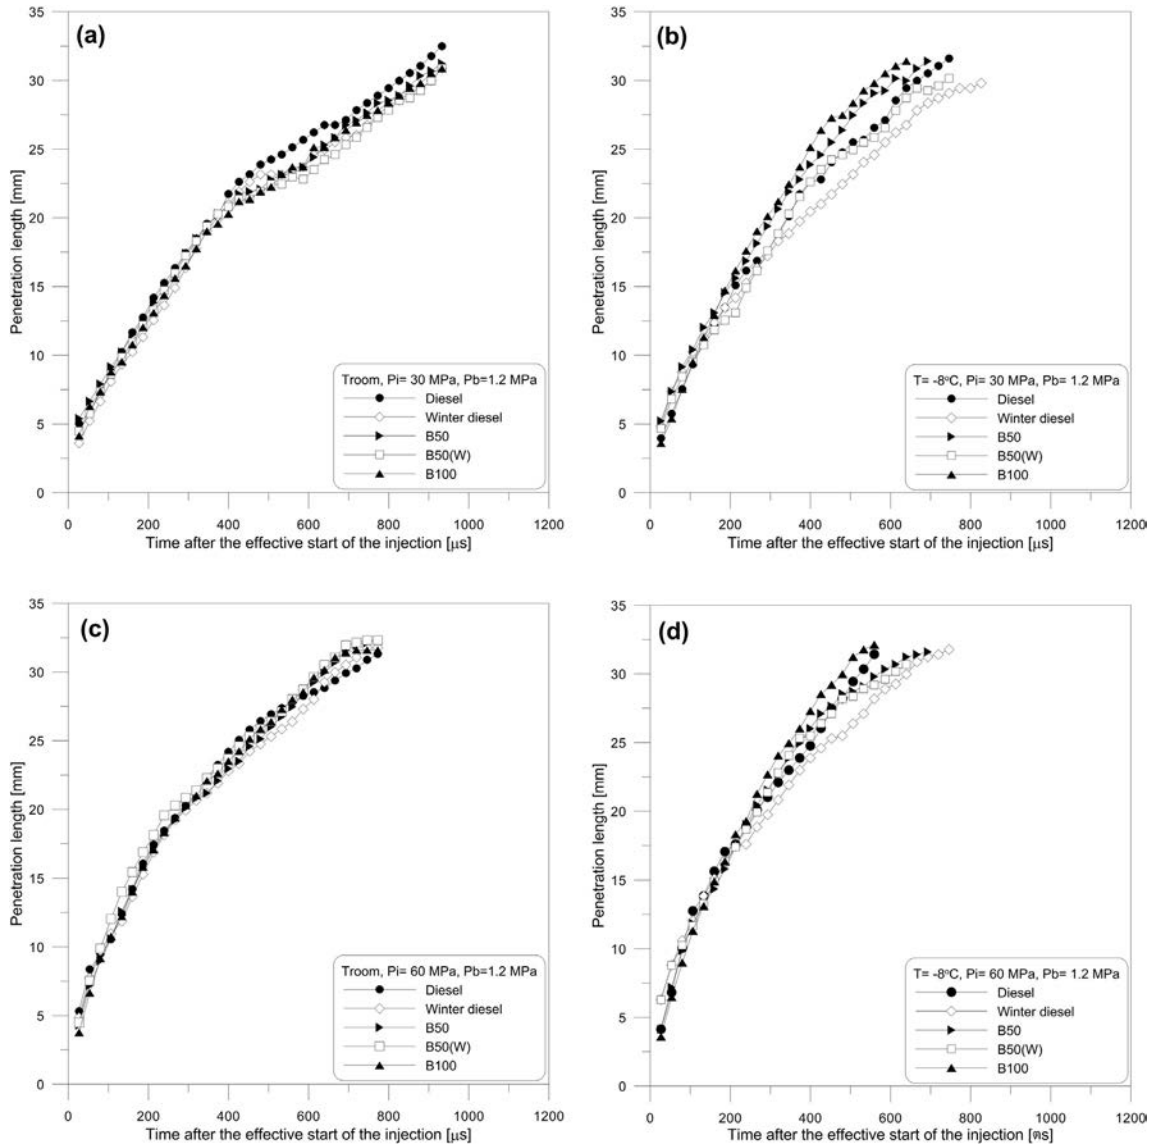 (a)
35
30
25
20
15
10
5
0
Penetration length [mm]
Troom, Pi= 30 MPa, Pb=1.2 MPa
Diesel
Winter diesel
B50
B50(W)
B100
0 200 400 600 800 1000 1200
Time after the effective start of the injection [μs]
(b)
35
30
25
20
15
10
5
0
Penetration length [mm]
T= -8°C, Pi= 30 MPa, Pb= 1.2 MPa
Diesel
Winter diesel
B50
B50(W)
B100
0 200 400 600 800 1000 1200
Time after the effective start of the injection [μs]
(c)
35
30
25
20
15
10
5
0
Penetration length [mm]
Troom, Pi= 60 MPa, Pb=1.2 MPa
Diesel
Winter diesel
B50
B50(W)
B100
0 200 400 600 800 1000 1200
Time after the effective start of the injection [μs]
(d)
35
30
25
20
15
10
5
0
Penetration length [mm]
T= -8°C, Pi= 60 MPa, Pb= 1.2 MPa
Diesel
Winter diesel
B50
B50(W)
B100
0 200 400 600 800 1000 1200
Time after the effective start of the injection [φs]